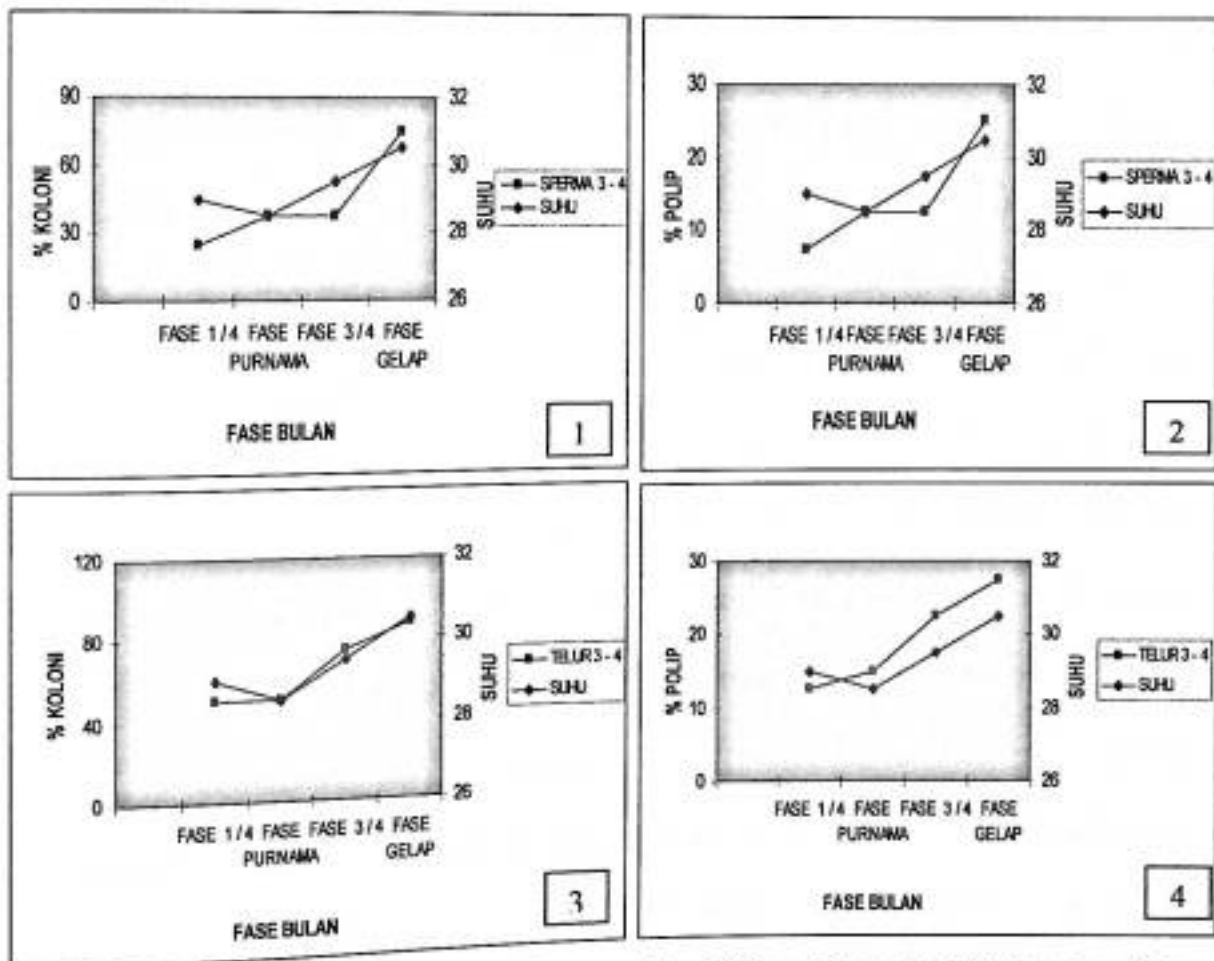 90
60
30
0
% KOLONI
32
30
28
26
SUHU
SPERMA 3 - 4
SUHU
FASE 1/4 FASE FASE 3/4 FASE
PURNAMA GELAP
FASE BULAN
1
30
20
10
0
% POLIP
32
30
28
26
SUHU
SPERMA 3 - 4
SUHU
FASE 1/4 FASE FASE 3/4 FASE
PURNAMA GELAP
FASE BULAN
2
120
80
40
0
% KOLONI
32
30
28
26
SUHU
TELUR 3 - 4
SUHU
FASE 1/4 FASE FASE 3/4 FASE
PURNAMA GELAP
FASE BULAN
3
30
20
10
0
% POLIP
32
30
28
26
SUHU
TELUR 3 - 4
SUHU
FASE 1/4 FASE FASE 3/4 FASE
PURNAMA GELAP
FASE BULAN
4